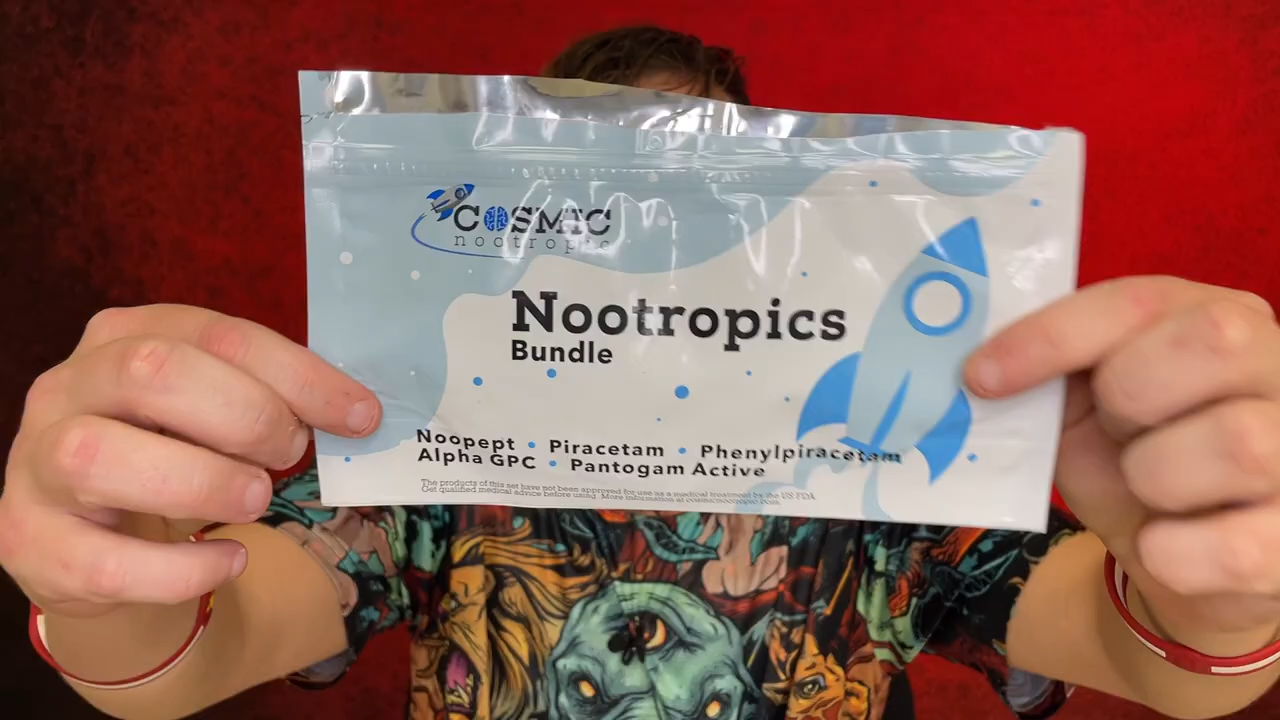 COSMIC
nootropic
Nootropics
Bundle
Noopept • Piracetam • Phenylpiracetam
Alpha GPC • Pantogam Active
The products of this set have not been approved for use as a medical treatment by the US FDA
Get qualified medical advice before using. More information at cosmicnootropic.com.